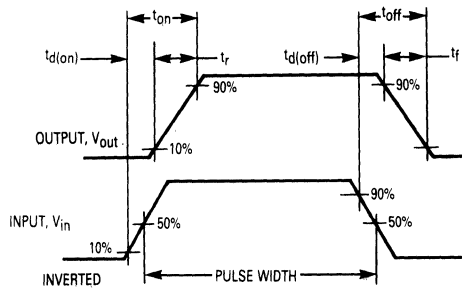 ton
toff
td(on)
tr
td(off)
tf
90%
90%
OUTPUT, Vout
10%
INPUT, Vin
50%
90%
50%
10%
INVERTED
PULSE WIDTH